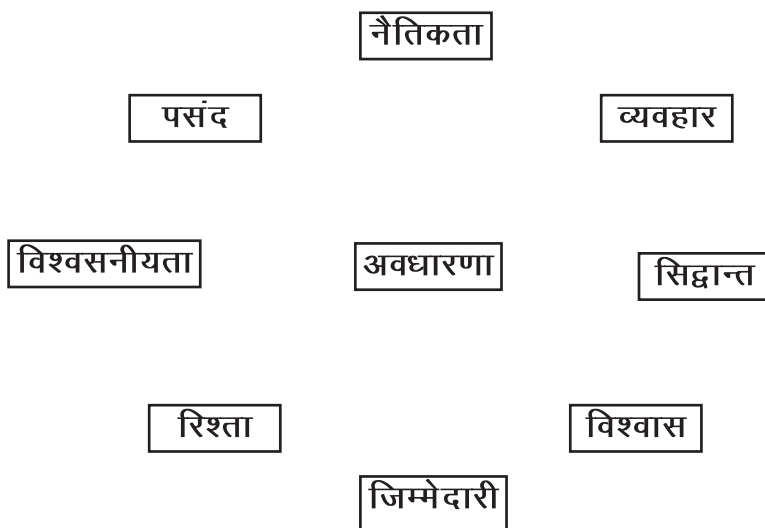 नैतिकता
पसंद
व्यवहार
विश्वसनीयता
अवधारणा
सिद्वान्त
रिश्ता
विश्वास
जिम्मेदारी